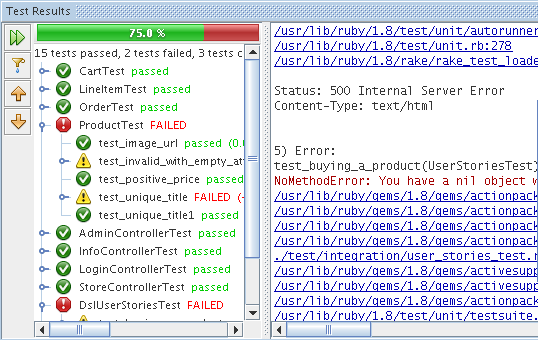 Test Results
75.0 %
15 tests passed, 2 tests failed, 3 tests c
CartTest passed
LineItemTest passed
OrderTest passed
ProductTest FAILED
test_image_url passed (0.0
test_invalid_with_empty_at
test_positive_price passed
test_unique_title FAILED (-
test_unique_title1 passed
AdminControllerTest passed
InfoControllerTest passed
LoginControllerTest passed
StoreControllerTest passed
DslUserStoriesTest FAILED
/usr/lib/ruby/1.8/test/unit/autorunner
/usr/lib/ruby/1.8/test/unit.rb:278
/usr/lib/ruby/1.8/rake/rake_test_loade
Status: 500 Internal Server Error
Content-Type: text/html
5) Error:
test_buying_a_product(UserStoriesTest)
NoMethodError: You have a nil object w
/usr/lib/ruby/gems/1.8/gems/actionpack
/usr/lib/ruby/gems/1.8/gems/actionpack
/usr/lib/ruby/gems/1.8/gems/actionpack
/usr/lib/ruby/gems/1.8/gems/actionpack
./test/integration/user_stories_test.r
/usr/lib/ruby/gems/1.8/gems/activesupp
/usr/lib/ruby/gems/1.8/gems/activesupp
/usr/lib/ruby/gems/1.8/gems/actionpack
/usr/lib/ruby/1.8/test/unit/testsuite.